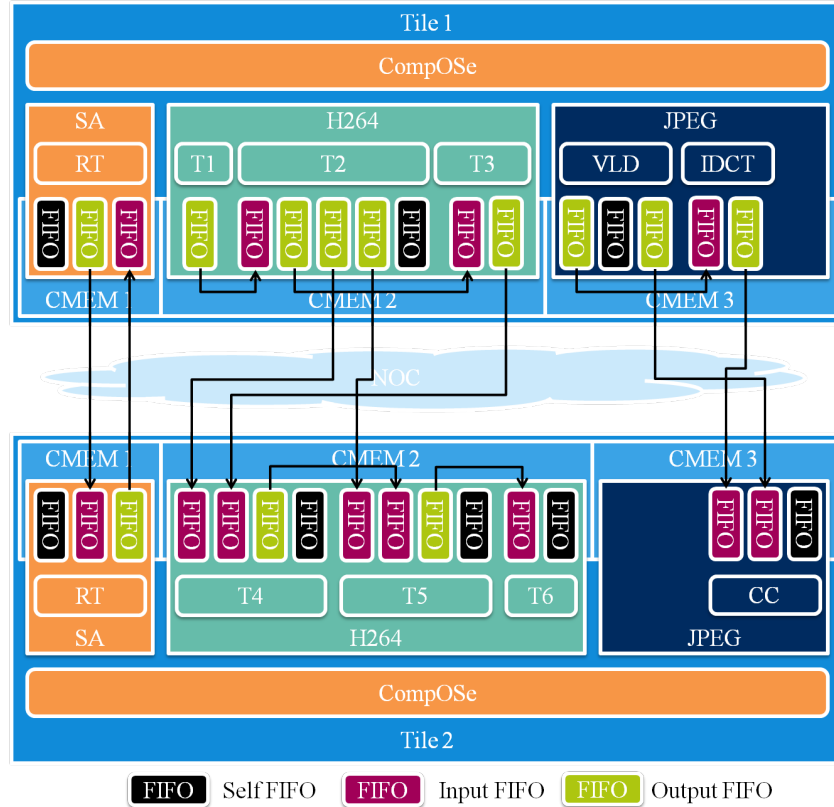 Tile 1
CompOSe
SA H264 JPEG
RT T1 T2 T3 VLD IDCT
FIFO FIFO FIFO FIFO FIFO FIFO FIFO FIFO FIFO FIFO FIFO FIFO FIFO FIFO FIFO FIFO
CMEM 1 CMEM 2 CMEM 3
NOC
CMEM 1 CMEM 2 CMEM 3
FIFO FIFO FIFO FIFO FIFO FIFO FIFO FIFO FIFO FIFO FIFO FIFO FIFO FIFO FIFO FIFO
RT T4 T5 T6 CC
SA H264 JPEG
CompOSe
Tile 2
FIFO Self FIFO FIFO Input FIFO FIFO Output FIFO